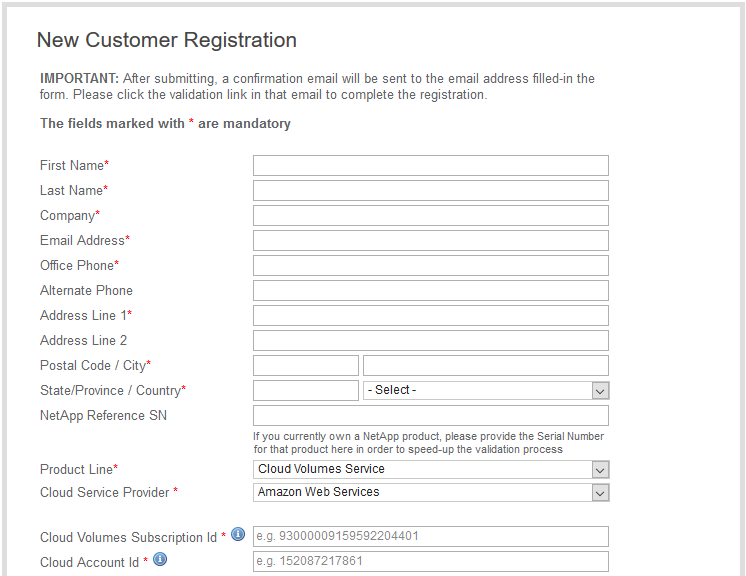 New Customer Registration
IMPORTANT: After submitting, a confirmation email will be sent to the email address filled-in the
form. Please click the validation link in that email to complete the registration.
The fields marked with * are mandatory
First Name*
Last Name*
Company*
Email Address*
Office Phone*
Alternate Phone
Address Line 1*
Address Line 2
Postal Code / City*
State/Province / Country* - Select -
NetApp Reference SN
If you currently own a NetApp product, please provide the Serial Number
for that product here in order to speed-up the validation process
Product Line* Cloud Volumes Service
Cloud Service Provider * Amazon Web Services
Cloud Volumes Subscription Id * i e.g. 93000009159592204401
Cloud Account Id * i e.g. 152087217861